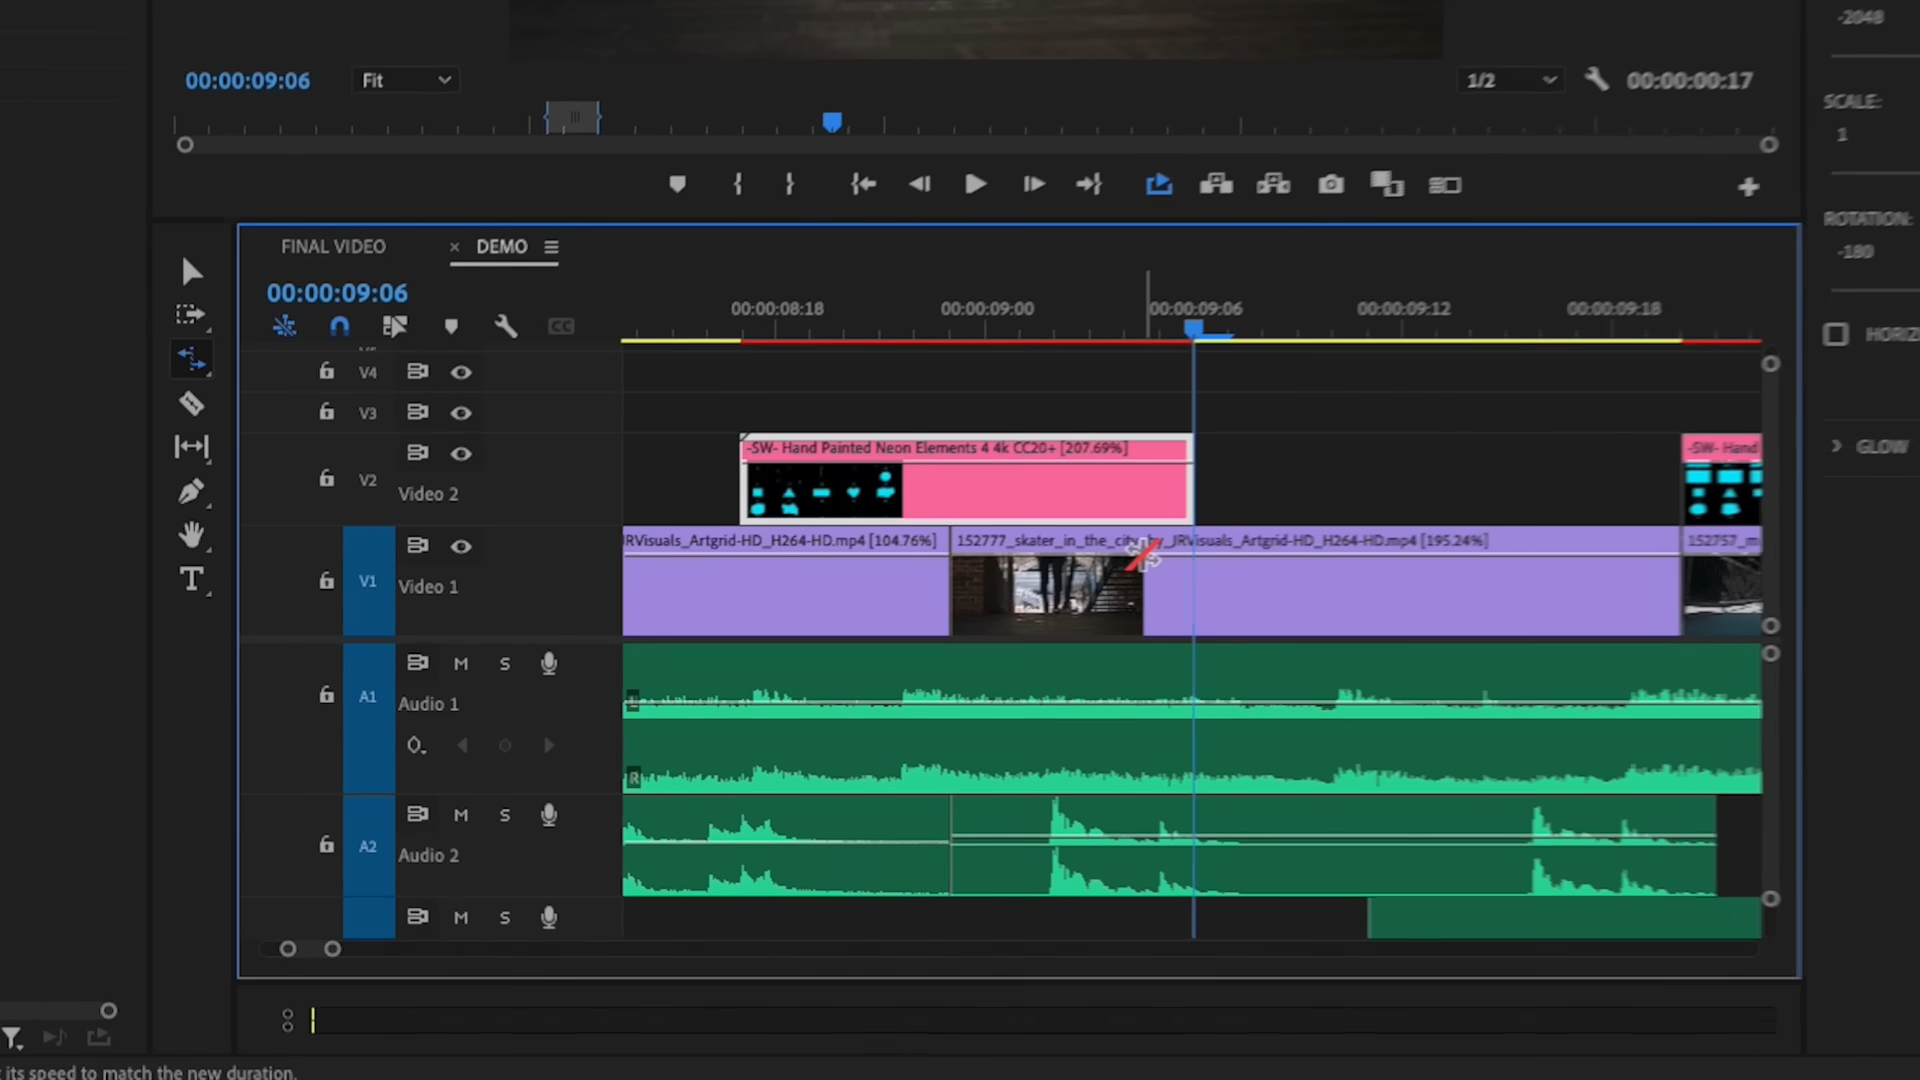 -2048
00:00:09:06
Fit
1/2
00:00:00:17
SCALE:
1
ROTATION:
-180
FINAL VIDEO
× DEMO
00:00:09:06
CC
00:00:08:18
00:00:09:00
00:00:09:06
00:00:09:12
00:00:09:18
HORIZ
V4
V3
-SW- Hand Painted Neon Elements 4 4k CC20+ [207.69%]
-SW- Hand
GLOW
V2
Video 2
JRVisuals_Artgrid-HD_H264-HD.mp4 [104.76%]
152777_skater_in_the_city_by_JRVisuals_Artgrid-HD_H264-HD.mp4 [195.24%]
152757_m
V1
Video 1
M S
A1
Audio 1
L
R
M S
A2
Audio 2
M S
its speed to match the new duration.